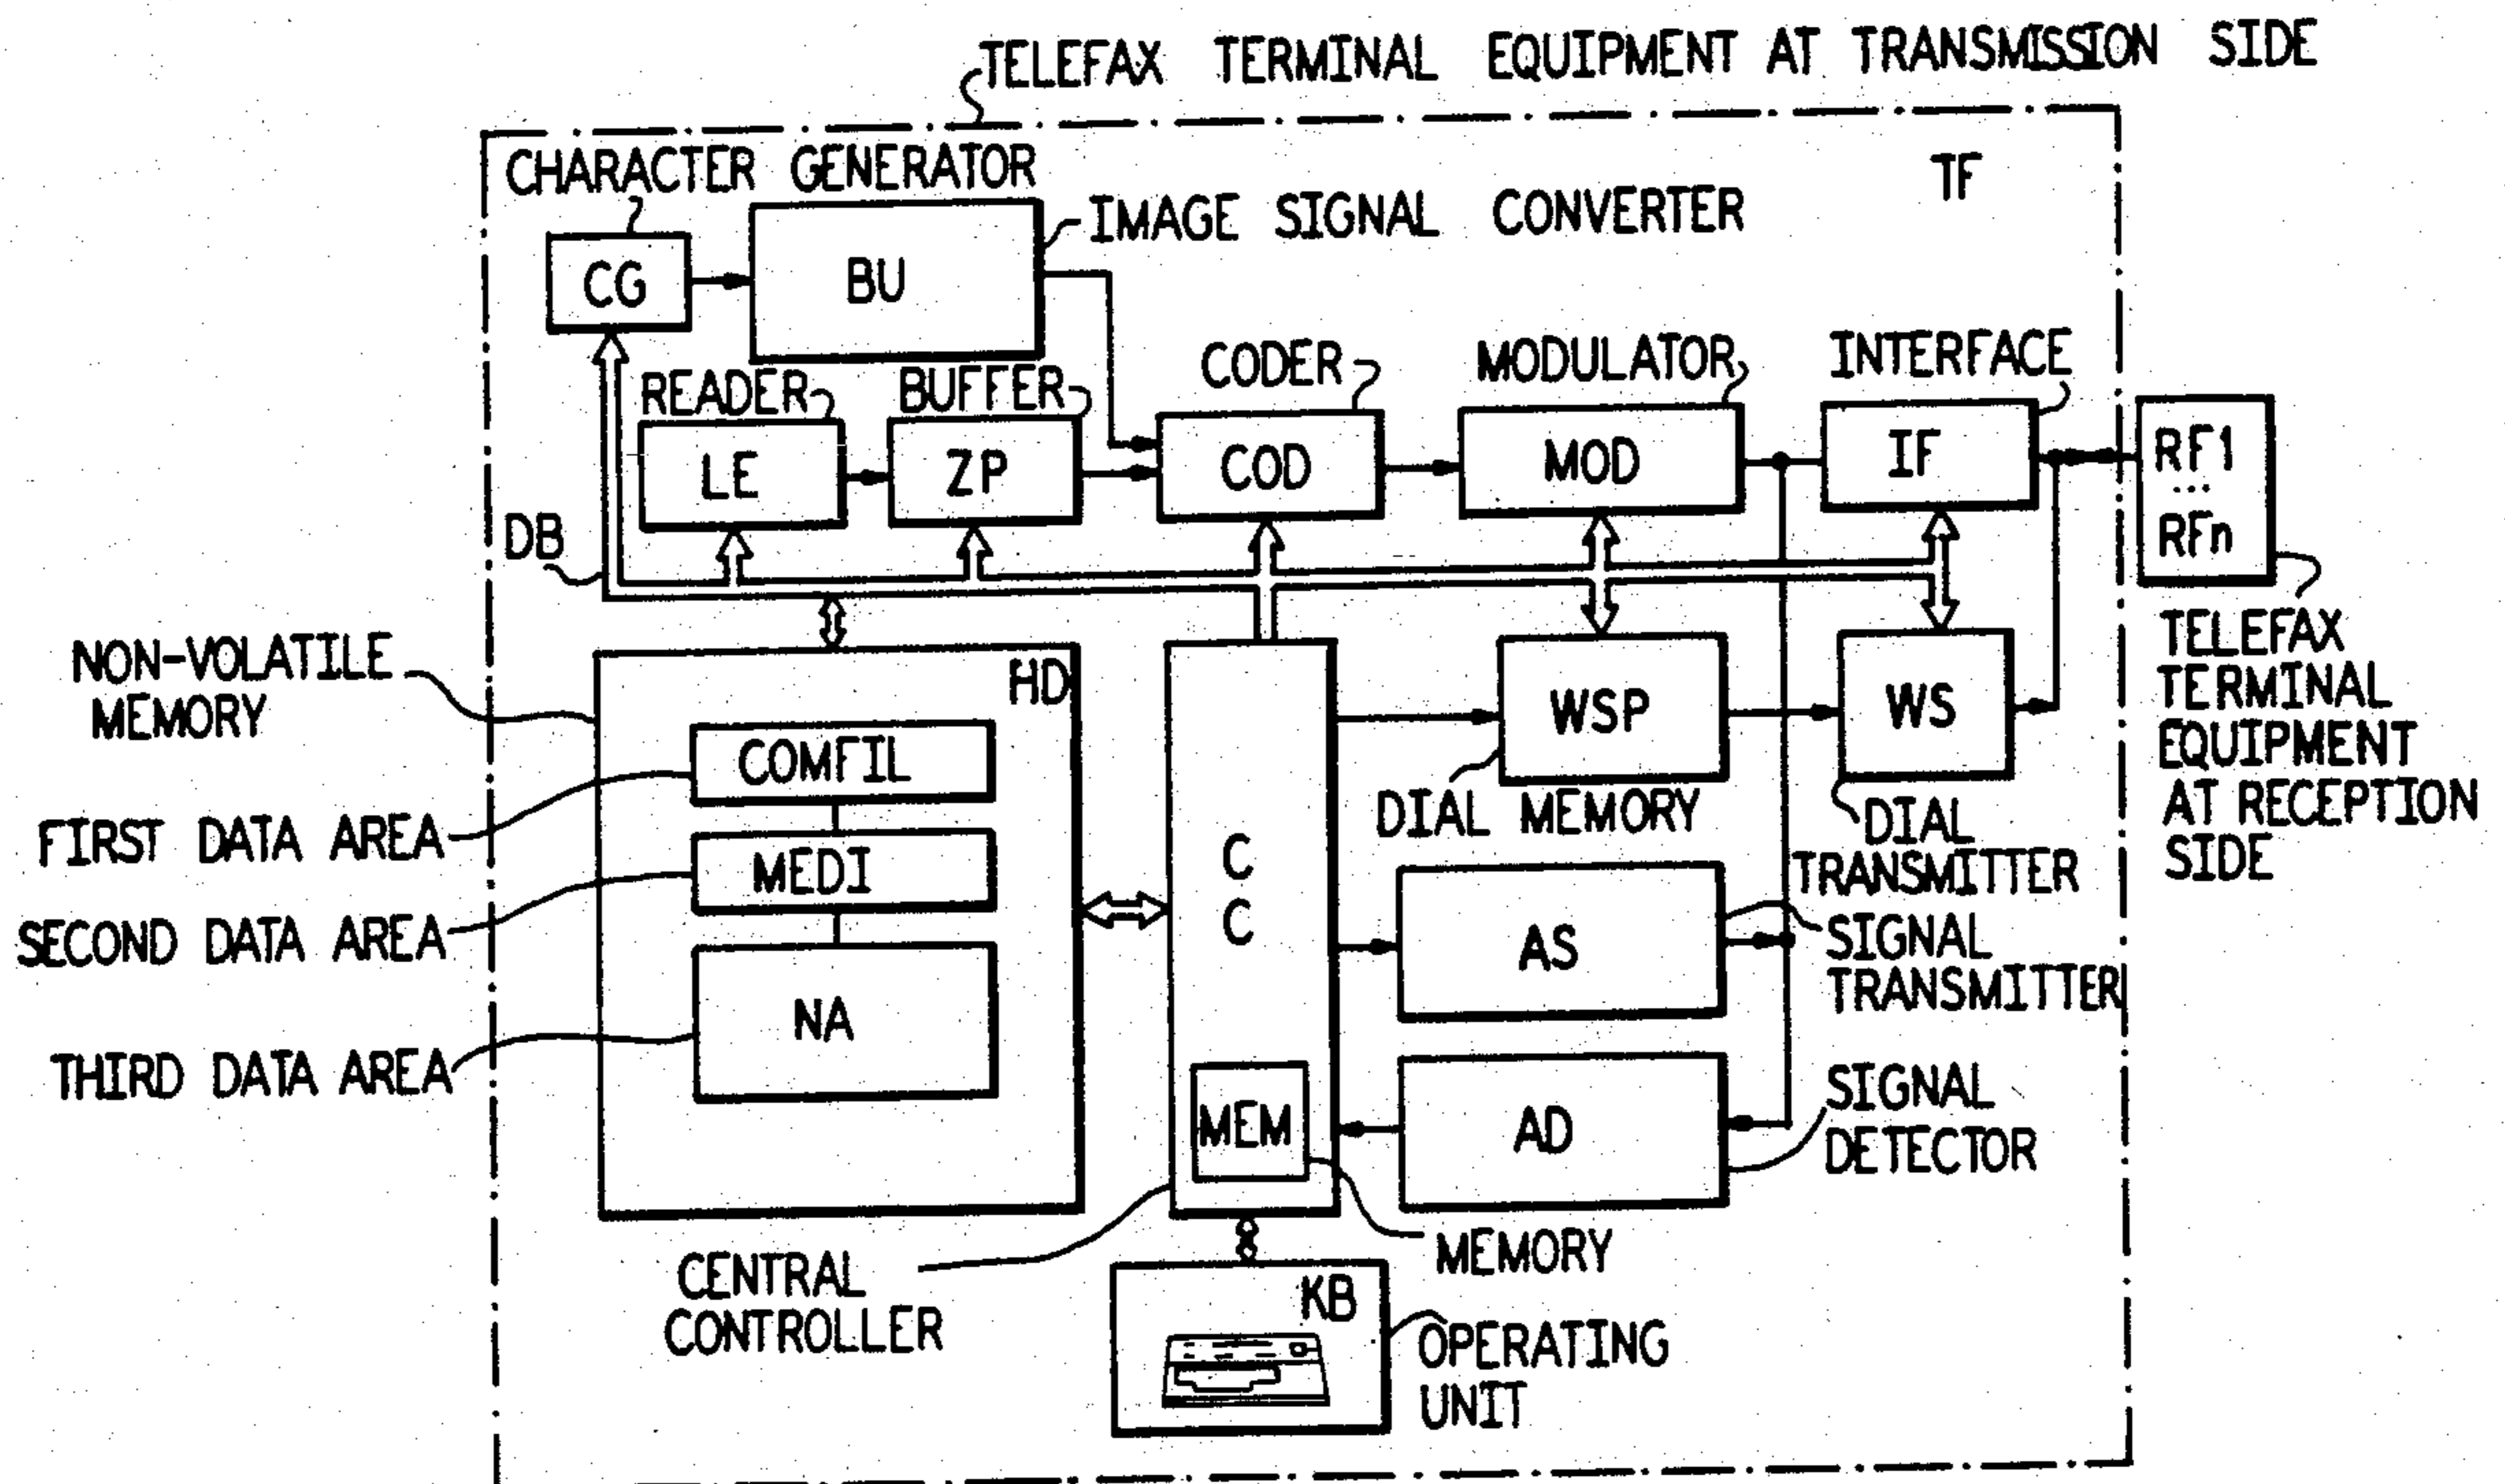 TELEFAX TERMINAL EQUIPMENT AT TRANSMISSION SIDE
TF
CHARACTER GENERATOR
IMAGE SIGNAL CONVERTER
CG
BU
READER
BUFFER
CODER
MODULATOR
INTERFACE
LE
ZP
COD
MOD
IF
RF1
...
RFn
DB
TELEFAX
TERMINAL
EQUIPMENT
AT RECEPTION
SIDE
NON-VOLATILE
MEMORY
HD
COMFIL
FIRST DATA AREA
MEDI
SECOND DATA AREA
NA
THIRD DATA AREA
C
C
MEM
WSP
DIAL MEMORY
WS
DIAL
TRANSMITTER
AS
SIGNAL
TRANSMITTER
AD
SIGNAL
DETECTOR
MEMORY
CENTRAL
CONTROLLER
KB
OPERATING
UNIT